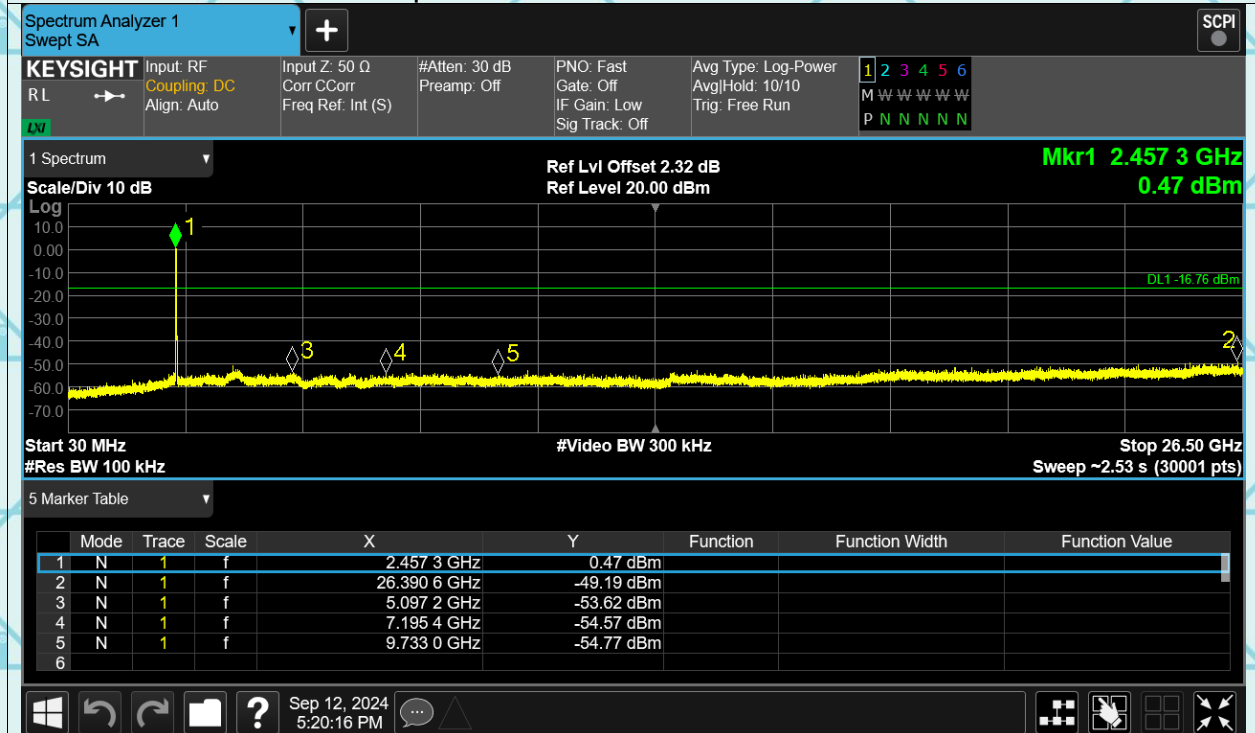 Spectrum Analyzer 1
Swept SA
+
SCPI
KEYSIGHT
RL
LXI
Input: RF
Coupling: DC
Align: Auto
Input Z: 50 Ω
Corr CCorr
Freq Ref: Int (S)
#Atten: 30 dB
Preamp: Off
PNO: Fast
Gate: Off
IF Gain: Low
Sig Track: Off
Avg Type: Log-Power
Avg|Hold: 10/10
Trig: Free Run
1 2 3 4 5 6
M W W W W W
P N N N N N
1 Spectrum
Scale/Div 10 dB
Ref Lvl Offset 2.32 dB
Ref Level 20.00 dBm
Mkr1 2.457 3 GHz
0.47 dBm
Log
10.0
0.00
-10.0
-20.0
-30.0
-40.0
-50.0
-60.0
-70.0
1
DL1 -16.76 dBm
2
3
4
5
Start 30 MHz
#Video BW 300 kHz
Stop 26.50 GHz
#Res BW 100 kHz
Sweep ~2.53 s (30001 pts)
5 Marker Table
Mode Trace Scale X Y Function Function Width Function Value
1 N 1 f 2.457 3 GHz 0.47 dBm
2 N 1 f 26.390 6 GHz -49.19 dBm
3 N 1 f 5.097 2 GHz -53.62 dBm
4 N 1 f 7.195 4 GHz -54.57 dBm
5 N 1 f 9.733 0 GHz -54.77 dBm
6
?
Sep 12, 2024
5:20:16 PM